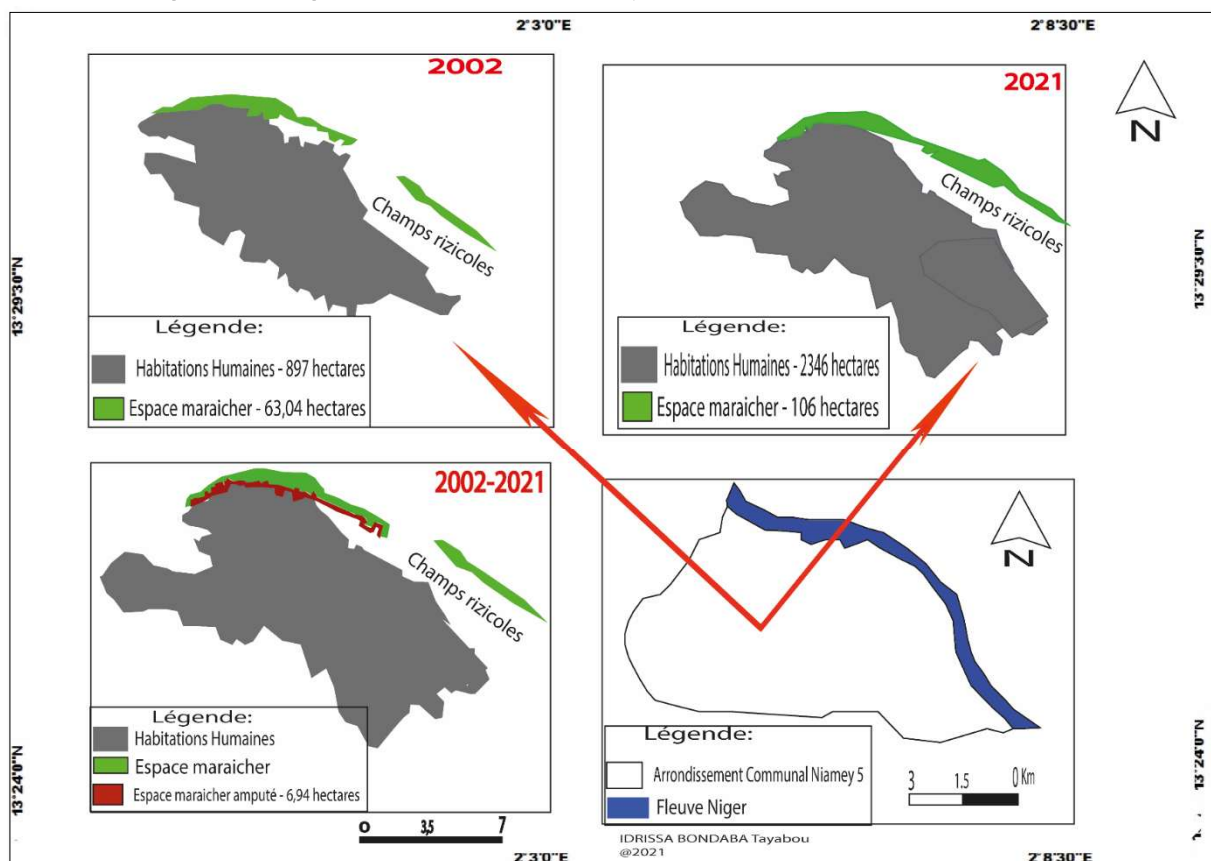 2°3'0"E
2°8'30"E
2002
Champs rizicoles
Légende:
Habitations Humaines - 897 hectares
Espace maraicher - 63,04 hectares
2021
N
Champs rizicoles
Légende:
Habitations Humaines - 2346 hectares
Espace maraicher - 106 hectares
13°29'30"N
13°29'30"N
2002-2021
Champs rizicoles
Légende:
Habitations Humaines
Espace maraicher
Espace maraicher amputé - 6,94 hectares
N
Légende:
Arrondissement Communal Niamey 5
Fleuve Niger
3 1.5 0 Km
13°24'0"N
13°24'0"N
0 3,5 7
IDRISSA BONDABA Tayabou
@2021
2°3'0"E
2°8'30"E